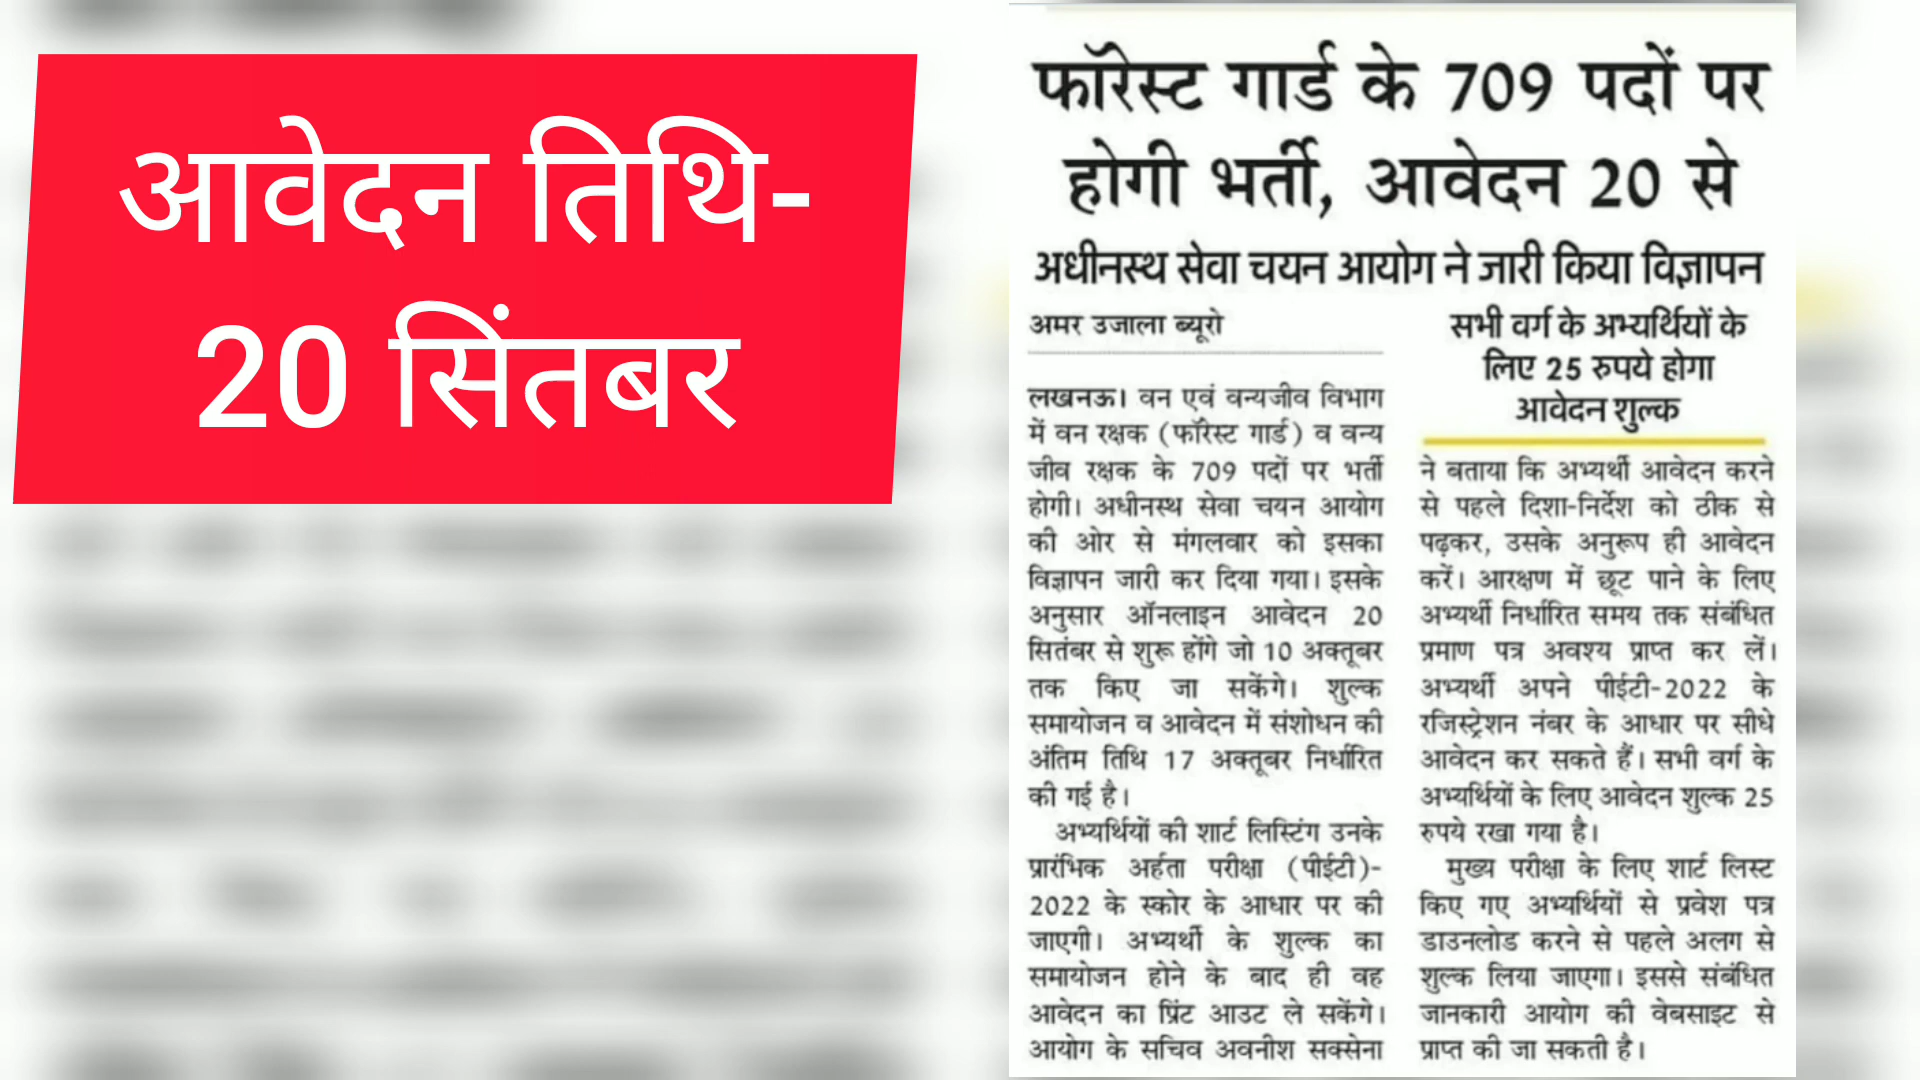 आवेदन तिथि-
20 सिंतबर
फॉरेस्ट गार्ड के 709 पदों पर
होगी भर्ती, आवेदन 20 से
अधीनस्थ सेवा चयन आयोग ने जारी किया विज्ञापन
अमर उजाला ब्यूरो
लखनऊ। वन एवं वन्यजीव विभाग
में वन रक्षक (फॉरेस्ट गार्ड) व वन्य
जीव रक्षक के 709 पदों पर भर्ती
होगी। अधीनस्थ सेवा चयन आयोग
की ओर से मंगलवार को इसका
विज्ञापन जारी कर दिया गया। इसके
अनुसार ऑनलाइन आवेदन 20
सितंबर से शुरू होंगे जो 10 अक्तूबर
तक किए जा सकेंगे। शुल्क
समायोजन व आवेदन में संशोधन की
अंतिम तिथि 17 अक्तूबर निर्धारित
की गई है।
अभ्यर्थियों की शार्ट लिस्टिंग उनके
प्रारंभिक अर्हता परीक्षा (पीईटी)-
2022 के स्कोर के आधार पर की
जाएगी। अभ्यर्थी के शुल्क का
समायोजन होने के बाद ही वह
आवेदन का प्रिंट आउट ले सकेंगे।
आयोग के सचिव अवनीश सक्सेना
सभी वर्ग के अभ्यर्थियों के
लिए 25 रुपये होगा
आवेदन शुल्क
ने बताया कि अभ्यर्थी आवेदन करने
से पहले दिशा-निर्देश को ठीक से
पढ़कर, उसके अनुरूप ही आवेदन
करें। आरक्षण में छूट पाने के लिए
अभ्यर्थी निर्धारित समय तक संबंधित
प्रमाण पत्र अवश्य प्राप्त कर लें।
अभ्यर्थी अपने पीईटी-2022 के
रजिस्ट्रेशन नंबर के आधार पर सीधे
आवेदन कर सकते हैं। सभी वर्ग के
अभ्यर्थियों के लिए आवेदन शुल्क 25
रुपये रखा गया है।
मुख्य परीक्षा के लिए शार्ट लिस्ट
किए गए अभ्यर्थियों से प्रवेश पत्र
डाउनलोड करने से पहले अलग से
शुल्क लिया जाएगा। इससे संबंधित
जानकारी आयोग की वेबसाइट से
प्राप्त की जा सकती है।